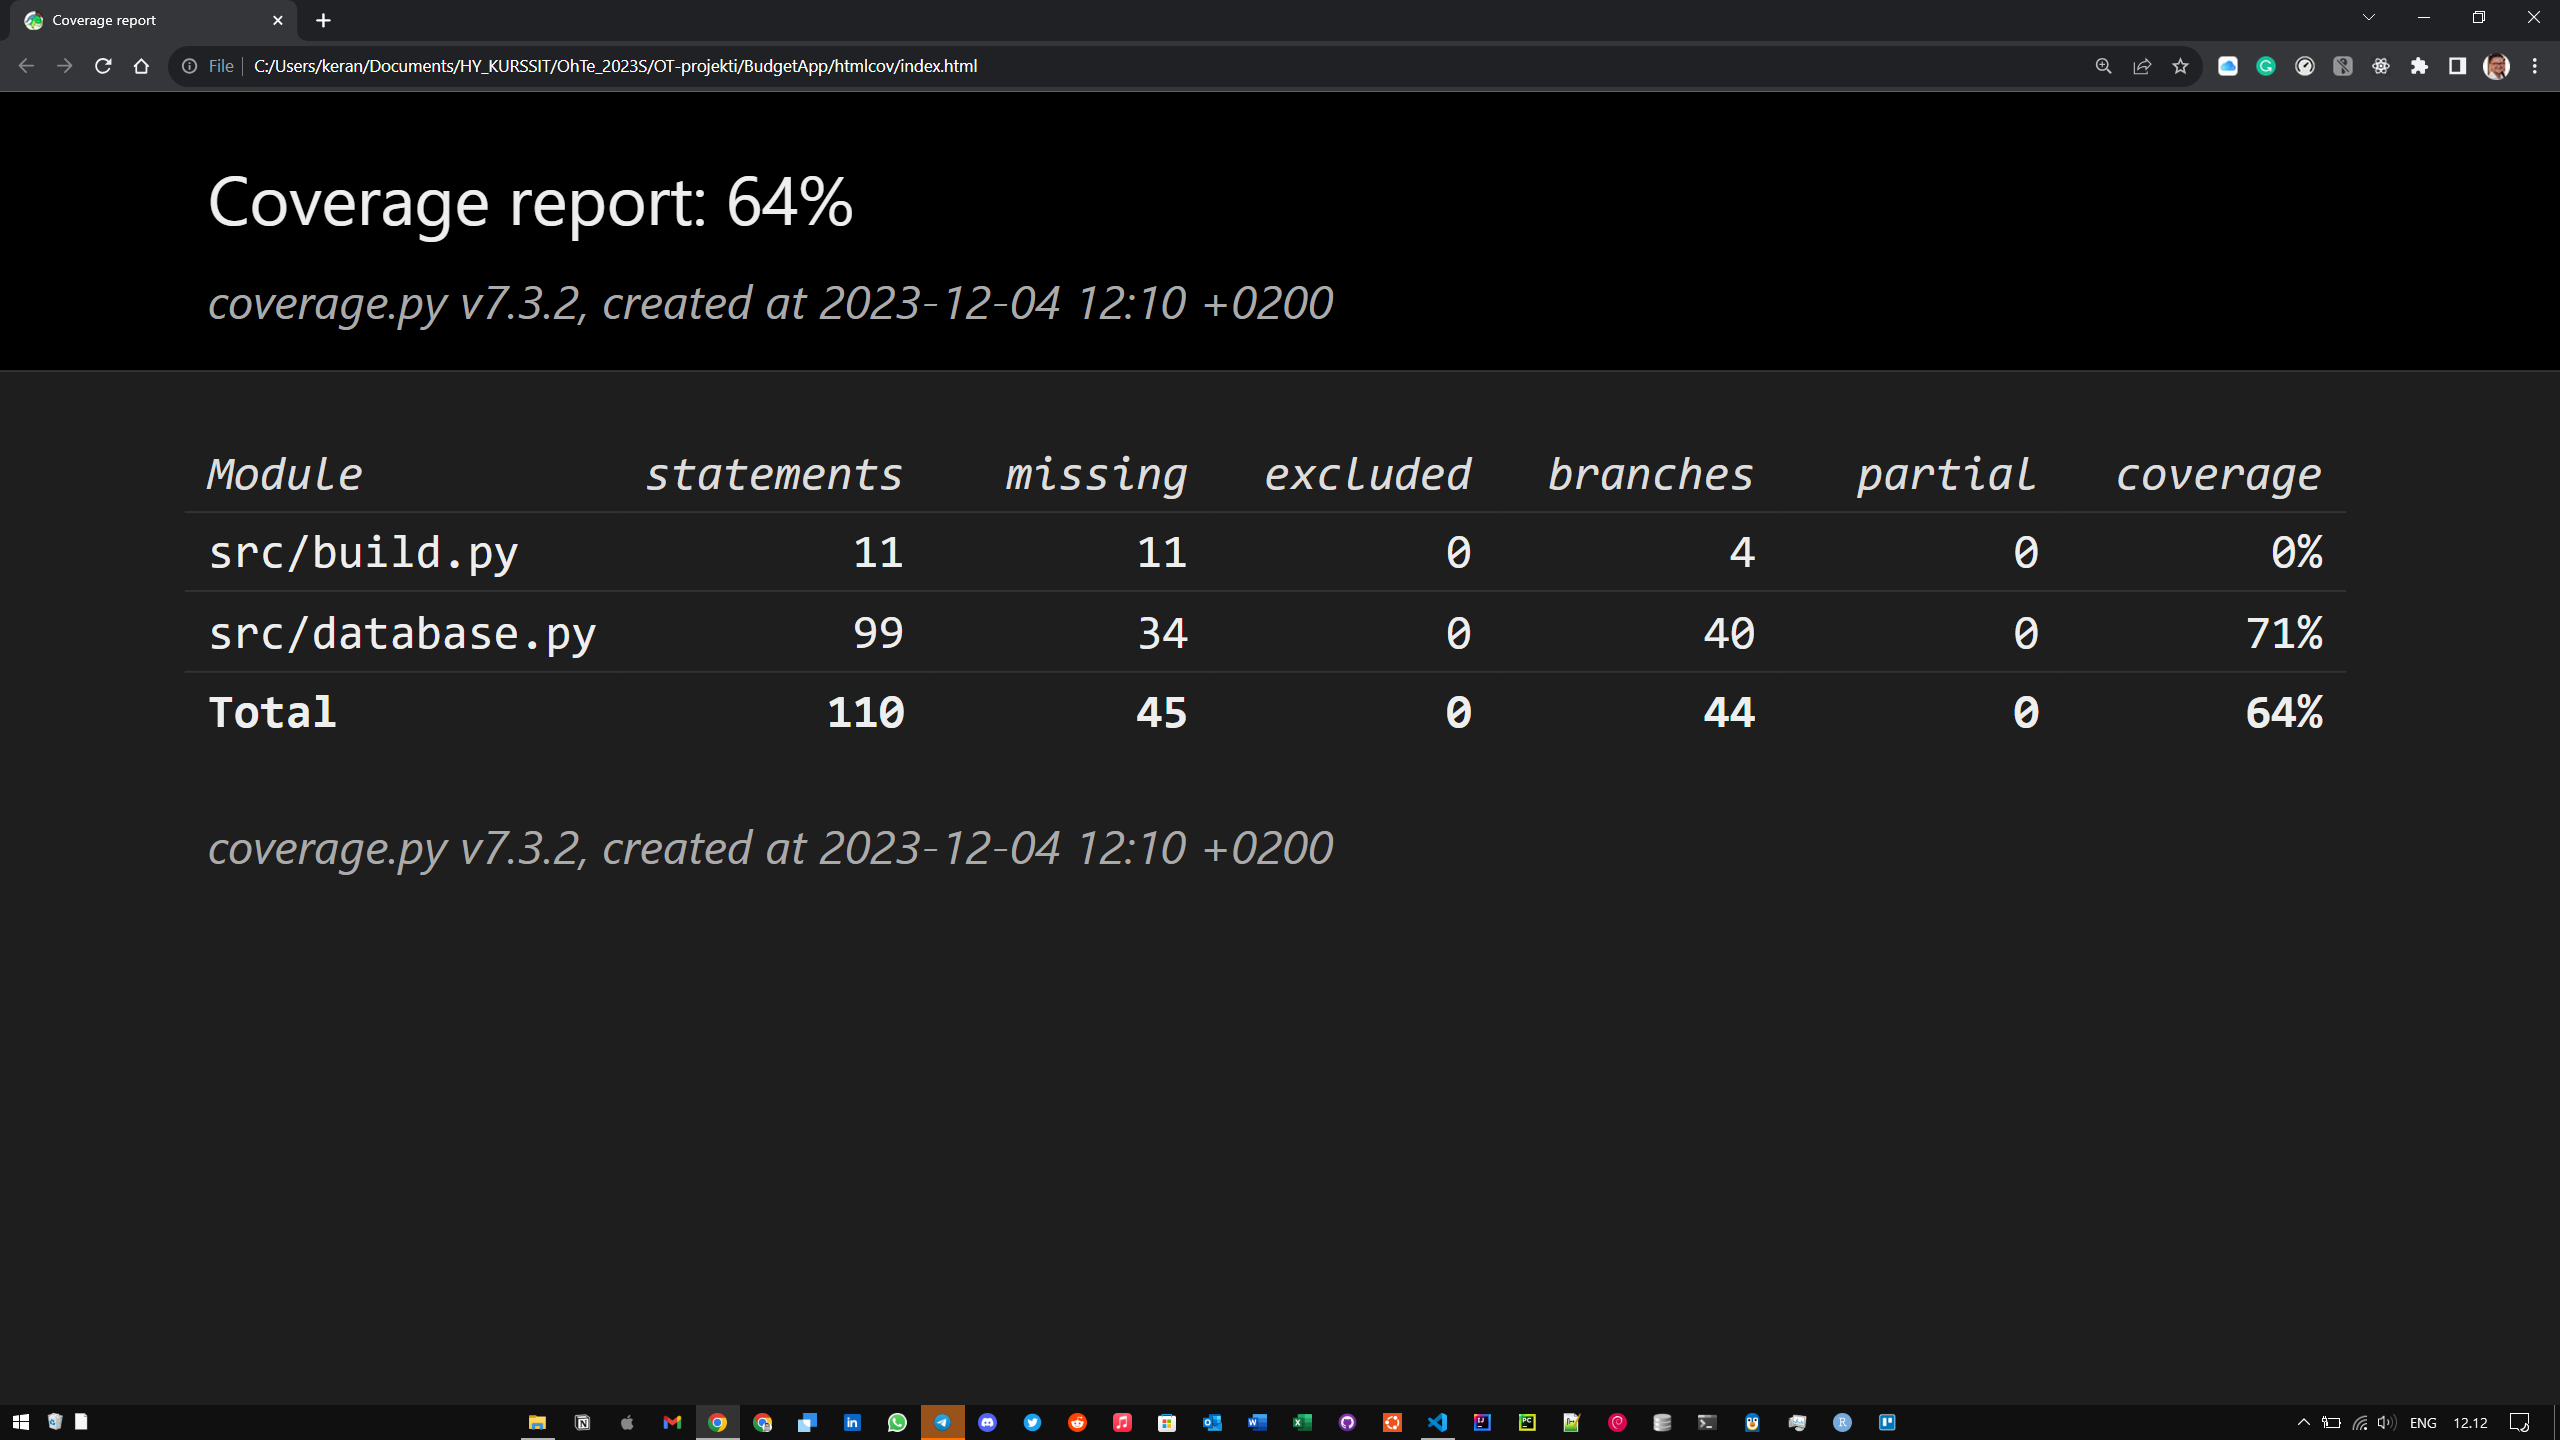 Coverage report
File C:/Users/keran/Documents/HY_KURSSIT/OhTe_2023S/OT-projekti/BudgetApp/htmlcov/index.html
Coverage report: 64%
coverage.py v7.3.2, created at 2023-12-04 12:10 +0200
Module statements missing excluded branches partial coverage
src/build.py 11 11 0 4 0 0%
src/database.py 99 34 0 40 0 71%
Total 110 45 0 44 0 64%
coverage.py v7.3.2, created at 2023-12-04 12:10 +0200
ENG 12.12